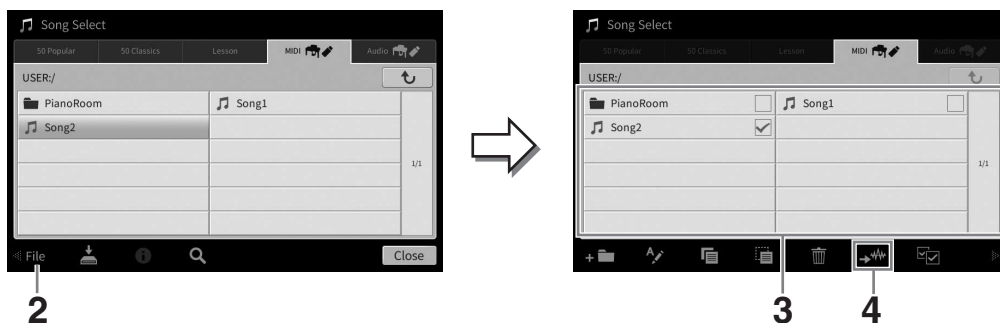 Song Select
50 Popular 50 Classics Lesson MIDI Audio
USER:/
PianoRoom Song1
Song2
1/1
File Close
2
Song Select
50 Popular 50 Classics Lesson MIDI Audio
USER:/
PianoRoom Song1
Song2
1/1
3 4